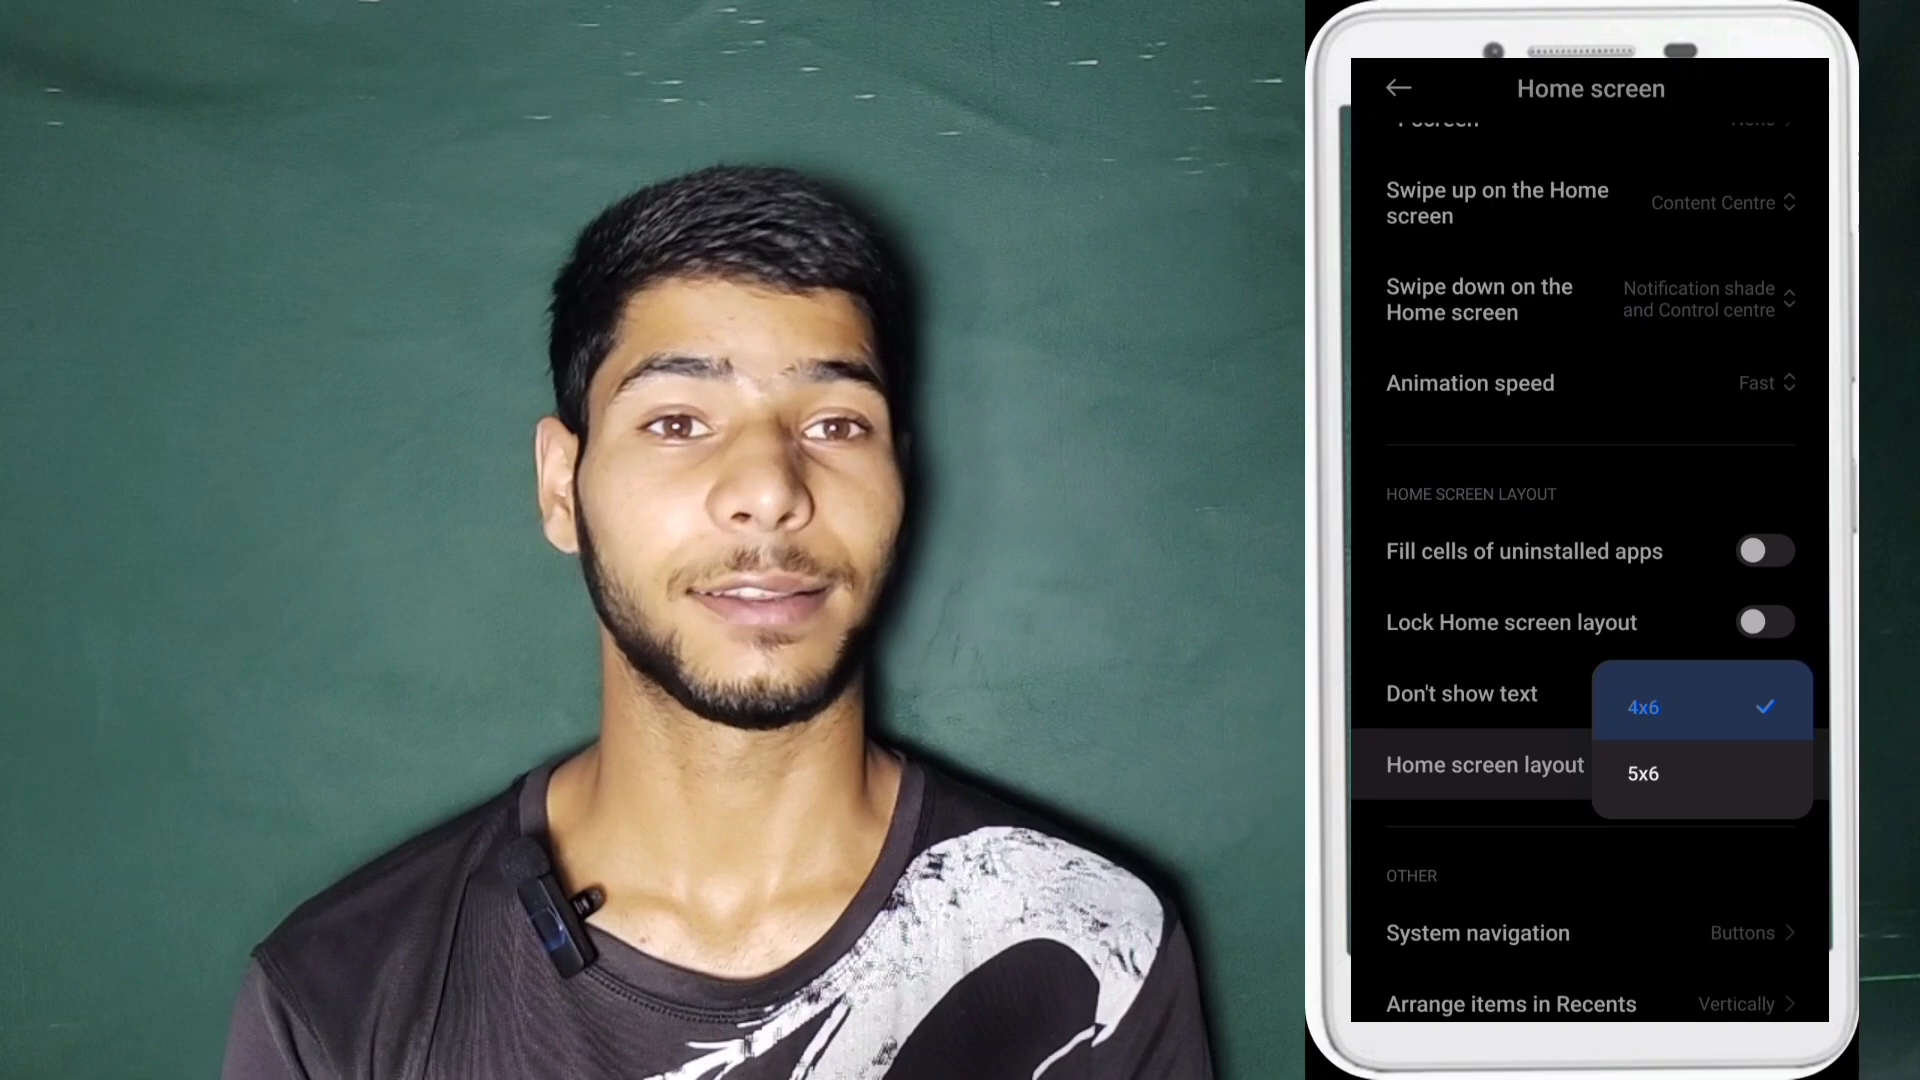 Home screen
Swipe up on the Home
screen
Content Centre
Swipe down on the
Home screen
Notification shade
and Control centre
Animation speed
Fast
HOME SCREEN LAYOUT
Fill cells of uninstalled apps
Lock Home screen layout
Don't show text
4x6
Home screen layout
5x6
OTHER
System navigation
Buttons
Arrange items in Recents
Vertically